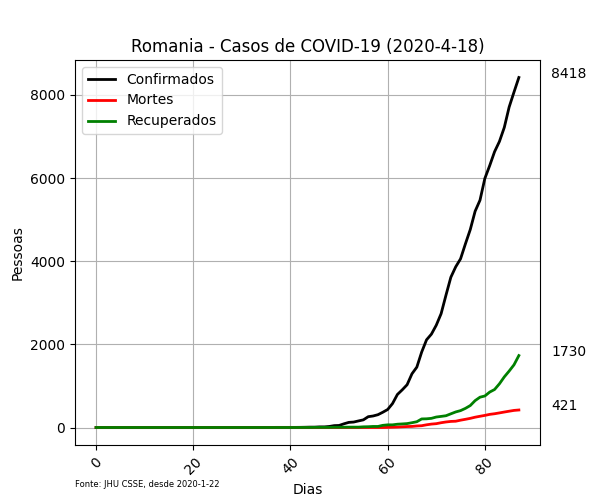 Romania - Casos de COVID-19 (2020-4-18)
Confirmados
Mortes
Recuperados
8418
1730
421
Pessoas
8000
6000
4000
2000
0
0
20
40
60
80
Dias
Fonte: JHU CSSE, desde 2020-1-22